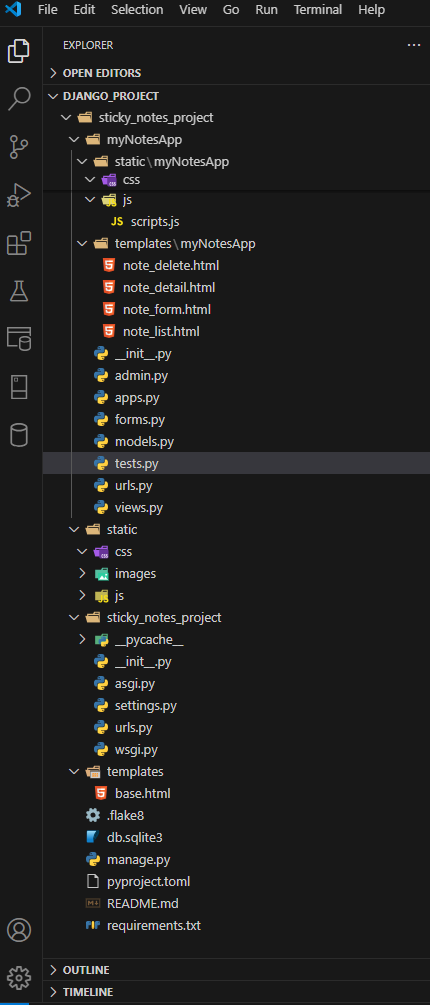 File Edit Selection View Go Run Terminal Help
EXPLORER
OPEN EDITORS
DJANGO_PROJECT
sticky_notes_project
myNotesApp
static\myNotesApp
css
js
JS scripts.js
templates\myNotesApp
note_delete.html
note_detail.html
note_form.html
note_list.html
__init__.py
admin.py
apps.py
forms.py
models.py
tests.py
urls.py
views.py
static
css
images
js
sticky_notes_project
__pycache__
__init__.py
asgi.py
settings.py
urls.py
wsgi.py
templates
base.html
.flake8
db.sqlite3
manage.py
pyproject.toml
README.md
requirements.txt
OUTLINE
TIMELINE